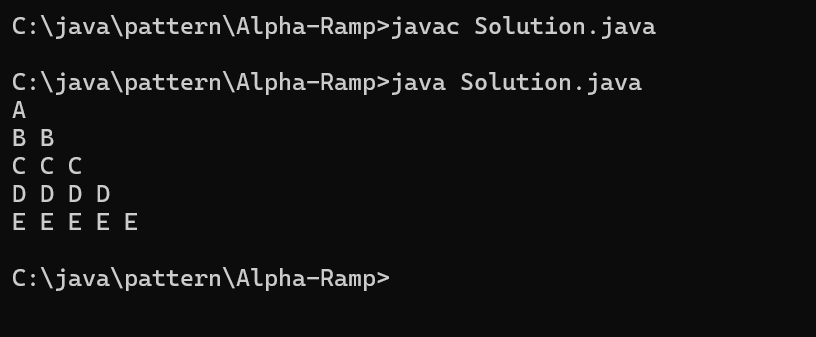 C:\java\pattern\Alpha-Ramp>javac Solution.java
C:\java\pattern\Alpha-Ramp>java Solution.java
A
B B
C C C
D D D D
E E E E E
C:\java\pattern\Alpha-Ramp>